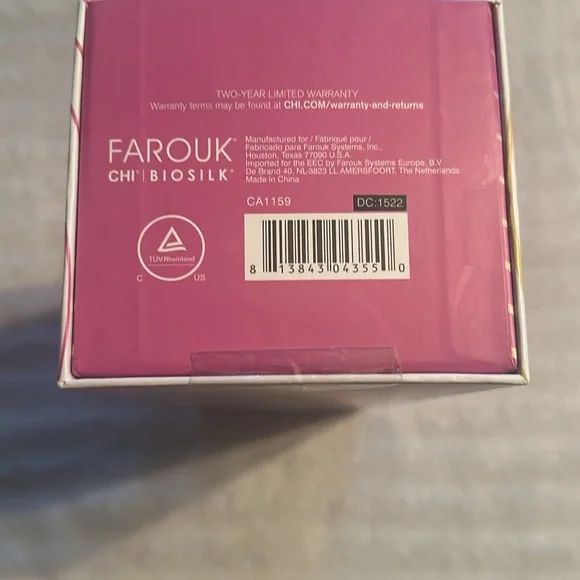 TWO-YEAR LIMITED WARRANTY
Warranty terms may be found at CHI.COM/warranty-and-returns
FAROUK®
CHI® | BIOSILK®
Manufactured for / Fabriqué pour /
Fabricado para Farouk Systems, Inc.,
Houston, Texas 77090 U.S.A.
Imported for the EEC by Farouk Systems Europe, B.V.
De Brand 40, NL-3823 LL AMERSFOORT, The Netherlands
Made in China
CA1159
DC:1522
TÜVRheinland
C US
8 13843 04355 0